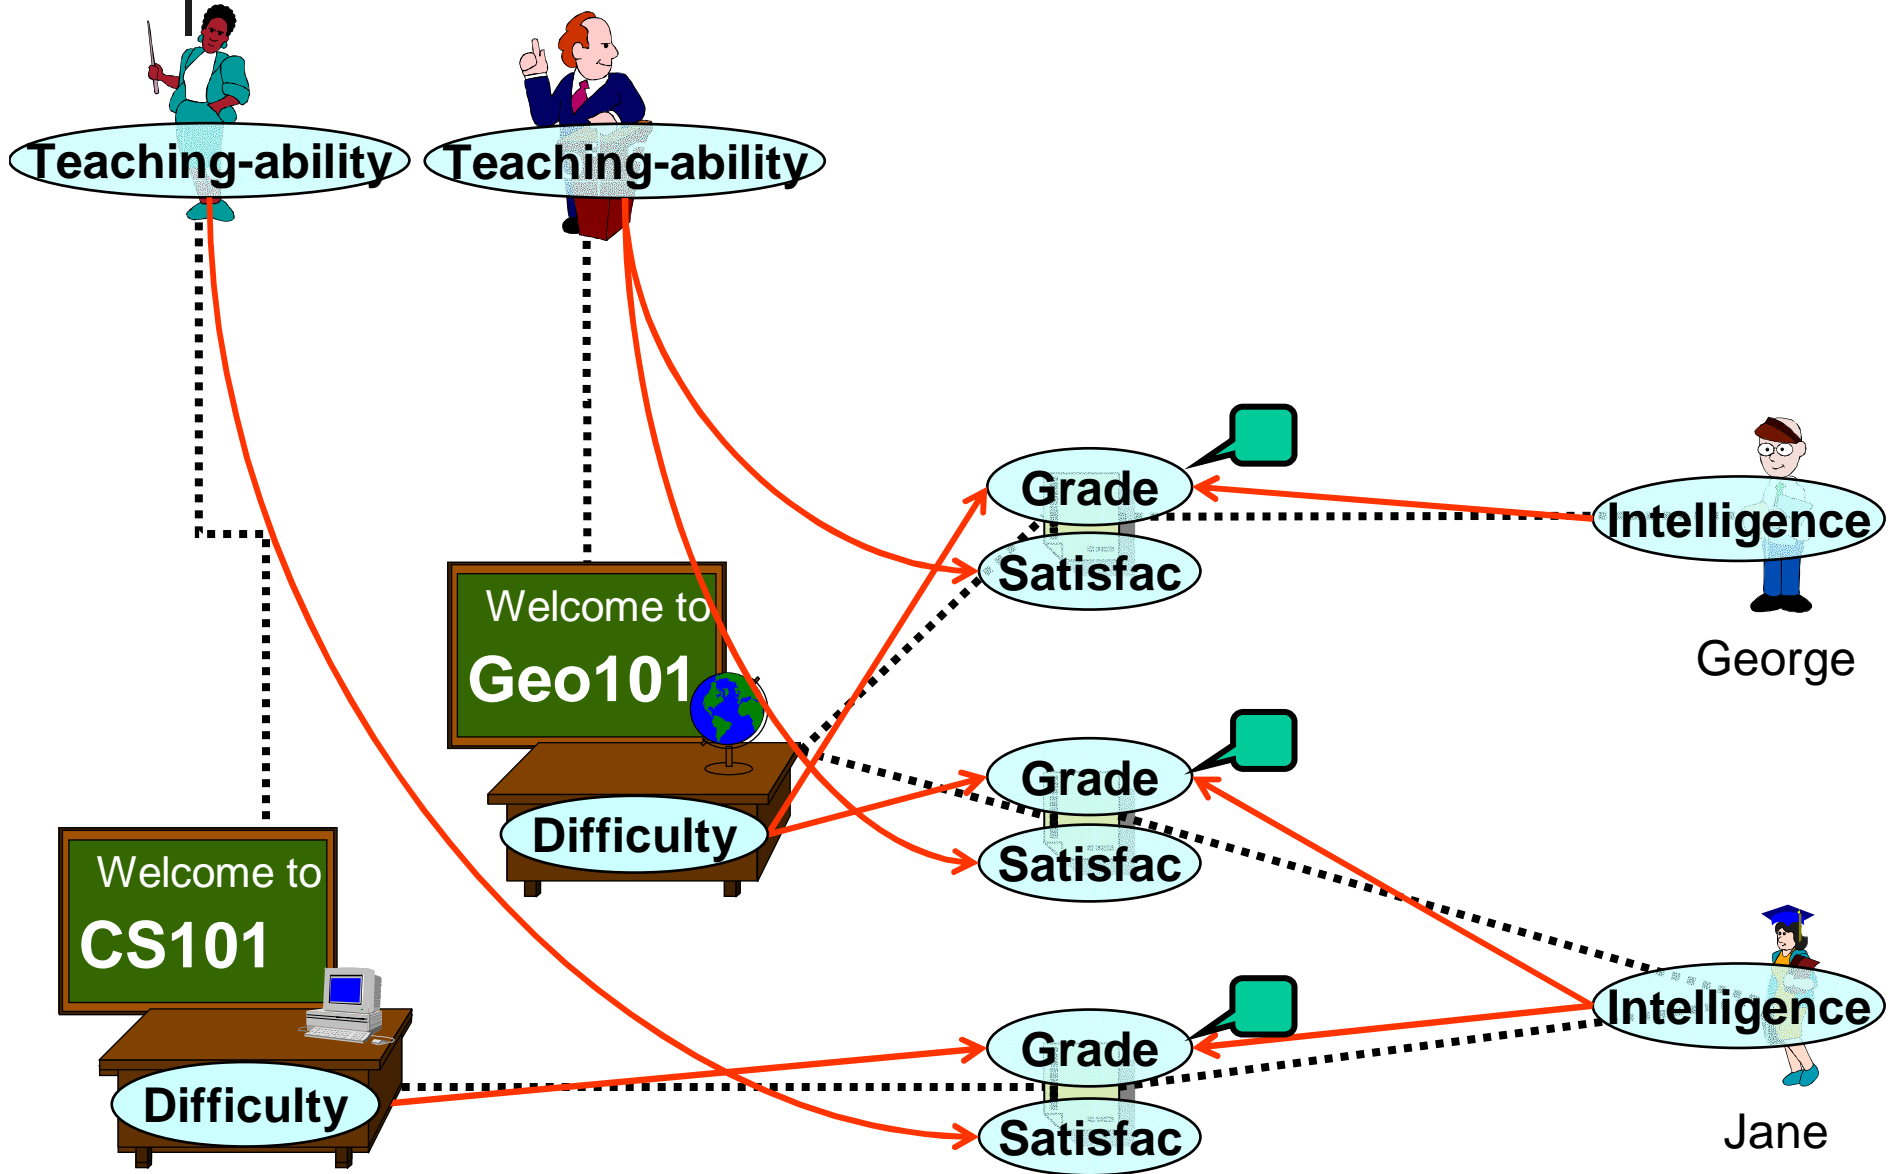 Teaching-ability
Teaching-ability
Grade
Satisfac
Intelligence
George
Welcome to
Geo101
Difficulty
Grade
Satisfac
Welcome to
CS101
Difficulty
Grade
Satisfac
Intelligence
Jane